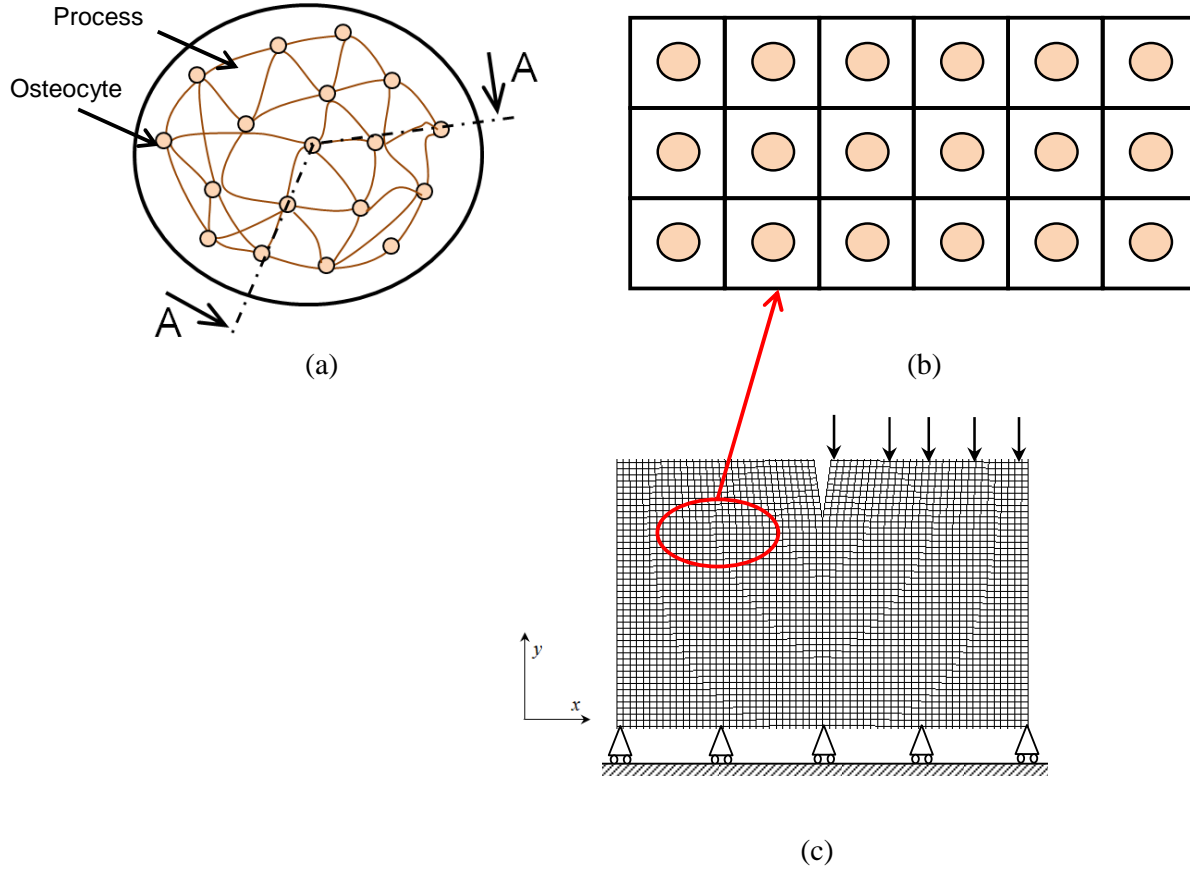 Process
Osteocyte
A
A
(a)
(b)
y
x
(c)